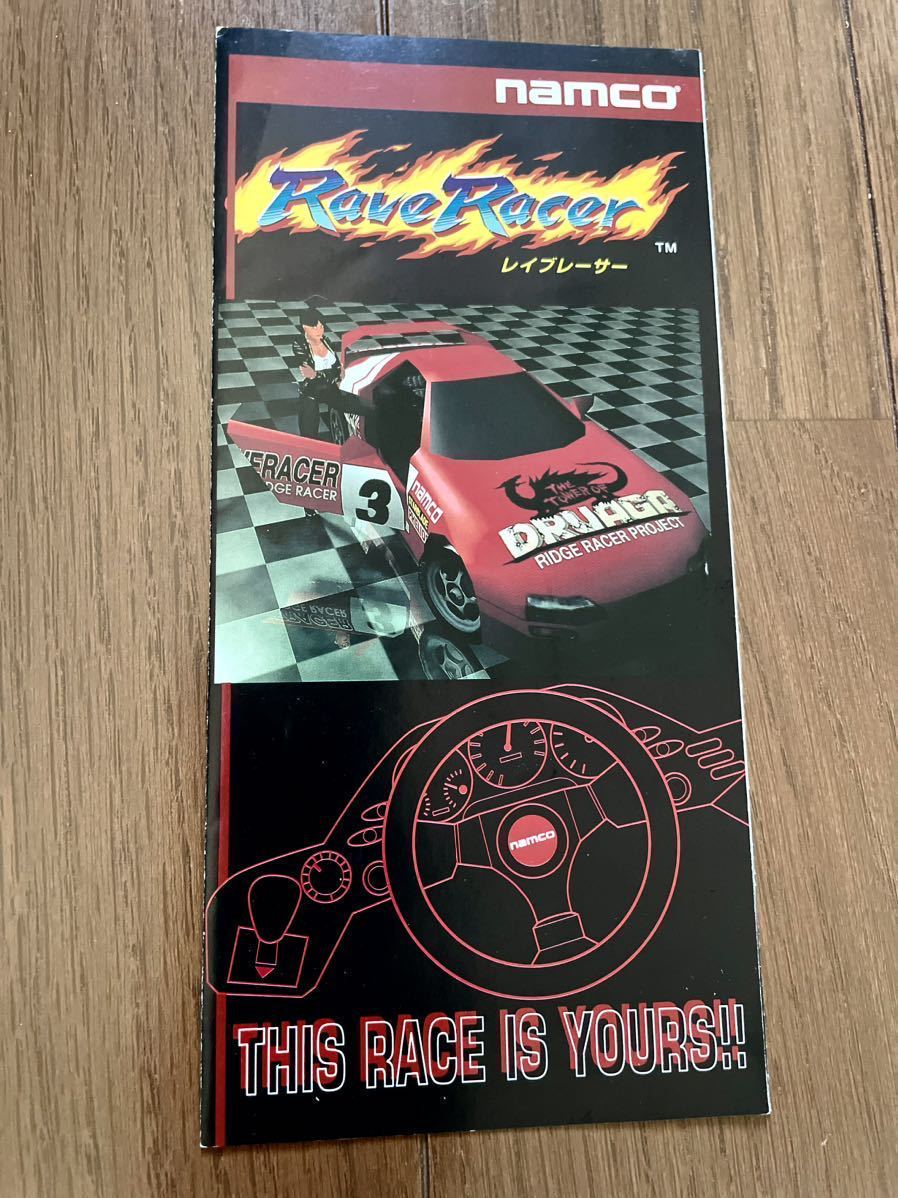 namco
Rave Racer
TM
レイブレーサー
ERACER
DGE RACER
3
namco
THE
TOWER OF
DRUAGA
RIDGE RACER PROJECT
namco
THIS RACE IS YOURS!!